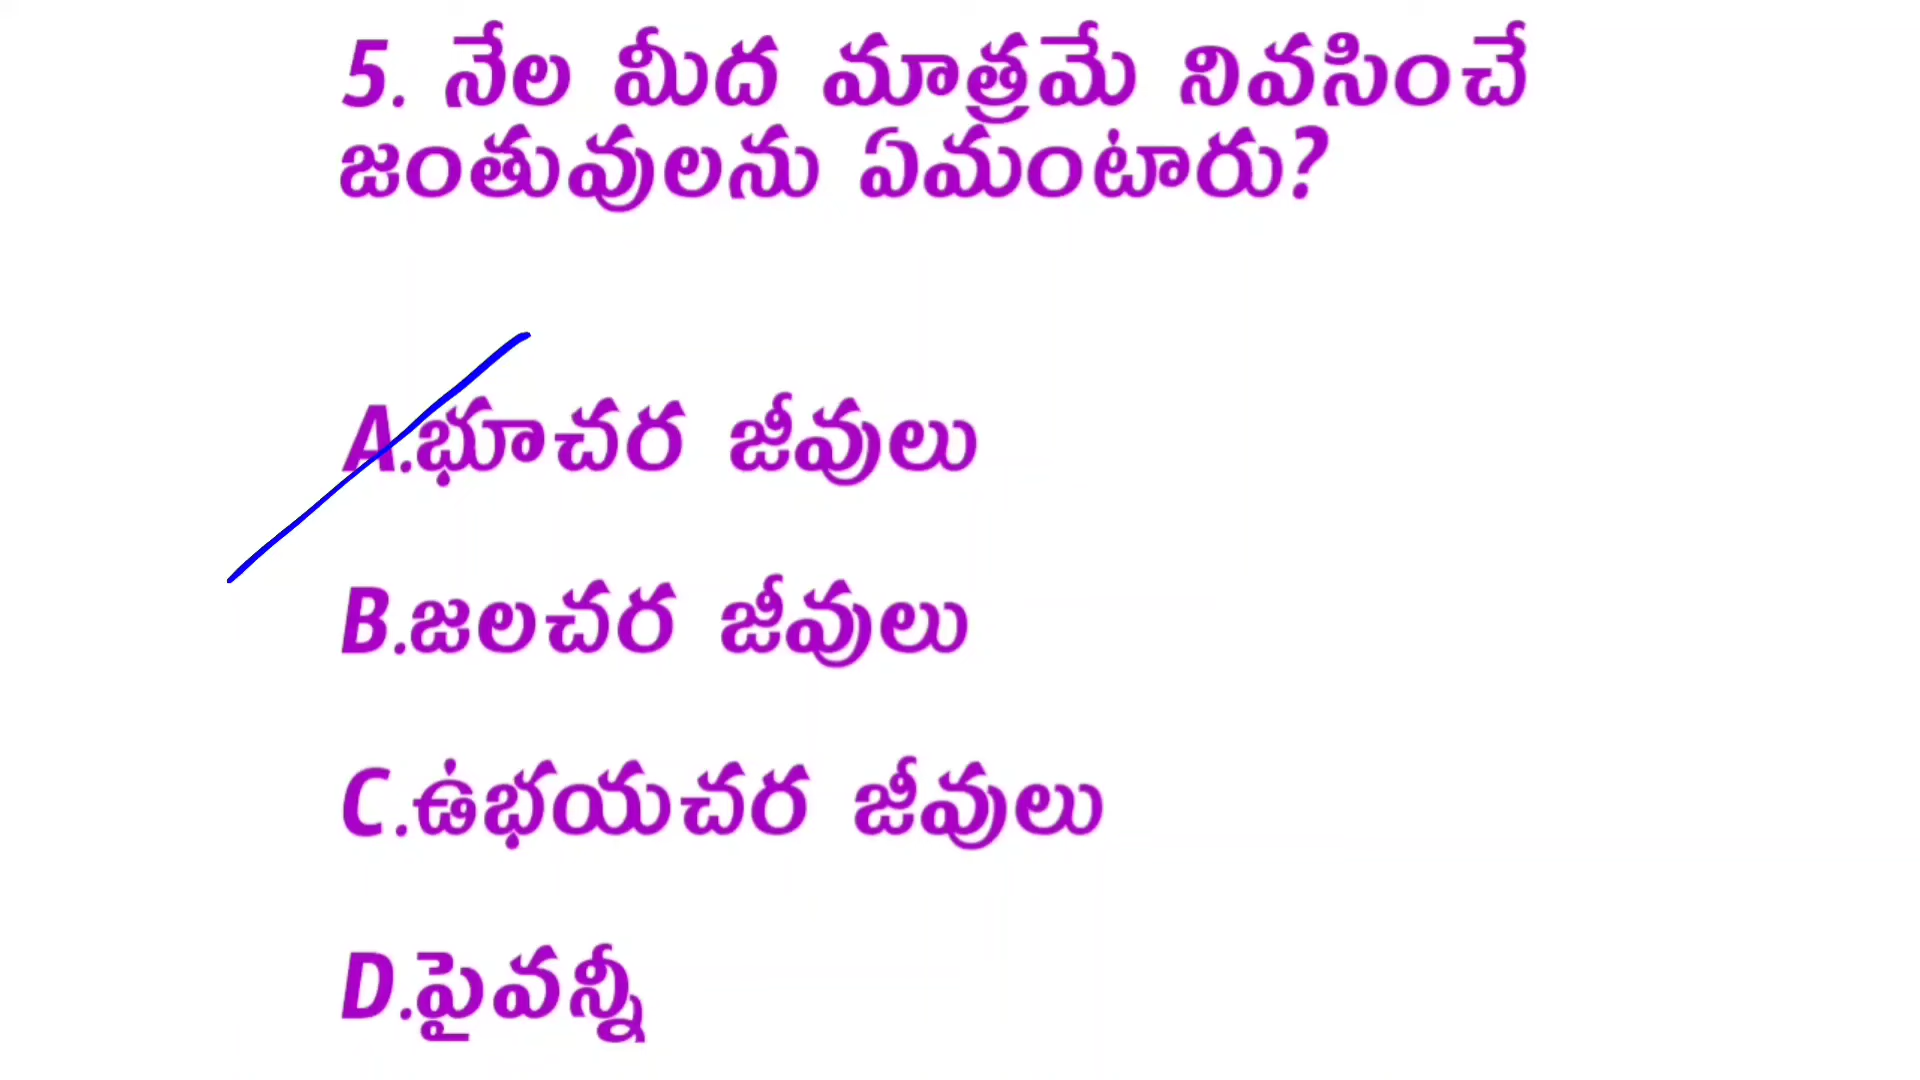 5. నేల మీద మాత్రమే నివసించే
జంతువులను ఏమంటారు?
A.భూచర జీవులు
B.జలచర జీవులు
C.ఉభయచర జీవులు
D.పైవన్నీ